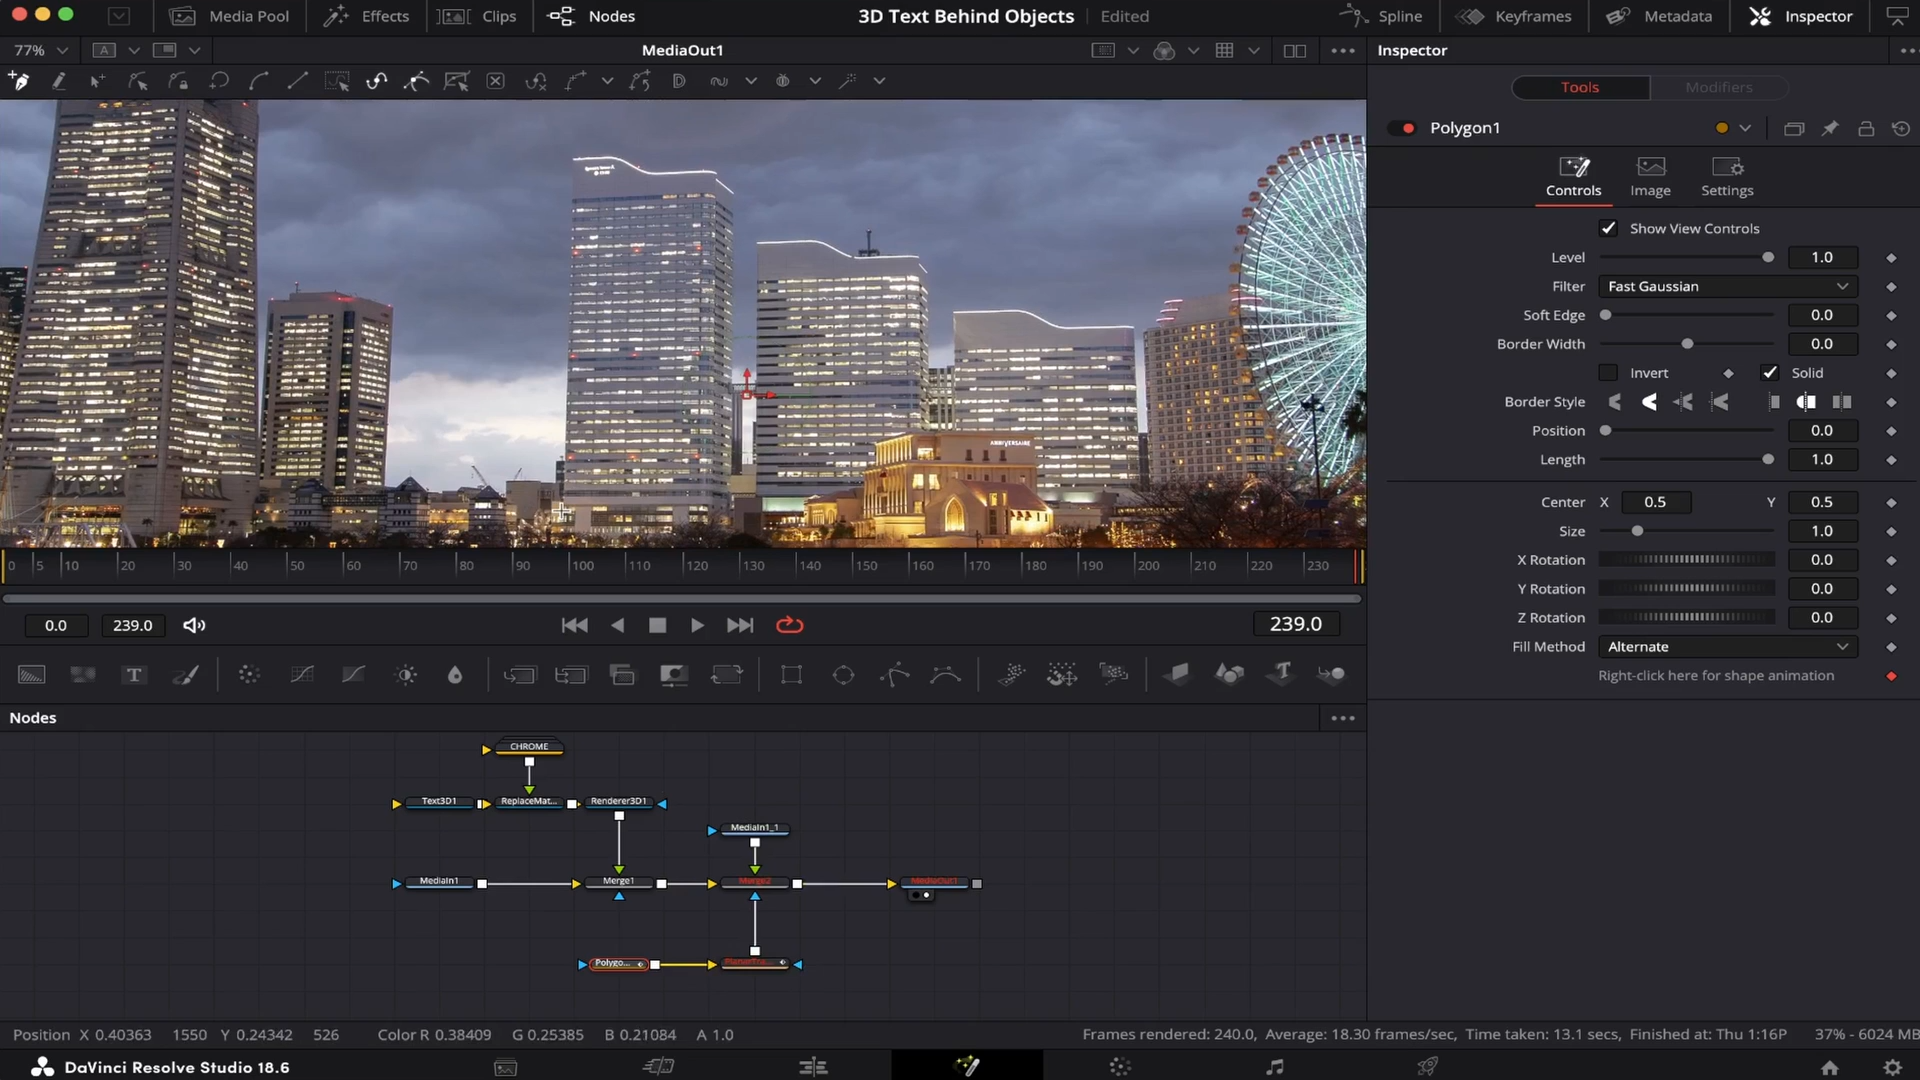 Media Pool
Effects
Clips
Nodes
3D Text Behind Objects
Edited
Spline
Keyframes
Metadata
Inspector
77%
A
MediaOut1
Inspector
Tools
Modifiers
Polygon1
Controls
Image
Settings
Show View Controls
Level
1.0
Filter
Fast Gaussian
Soft Edge
0.0
Border Width
0.0
Invert
Solid
Border Style
Position
0.0
Length
1.0
ANNIVERSAIRE
Center
X
0.5
Y
0.5
Size
1.0
X Rotation
0.0
Y Rotation
0.0
Z Rotation
0.0
Fill Method
Alternate
Right-click here for shape animation
0 5 10 20 30 40 50 60 70 80 90 100 110 120 130 140 150 160 170 180 190 200 210 220 230
0.0
239.0
239.0
Nodes
CHROME
Text3D1
ReplaceMat...
Renderer3D1
MediaIn1_1
MediaIn1
Merge1
Merge2
MediaOut1
Polygo...
PlanarTra...
Position X 0.40363 1550 Y 0.24342 526 Color R 0.38409 G 0.25385 B 0.21084 A 1.0
Frames rendered: 240.0, Average: 18.30 frames/sec, Time taken: 13.1 secs, Finished at: Thu 1:16P
37% - 6024 MB
DaVinci Resolve Studio 18.6